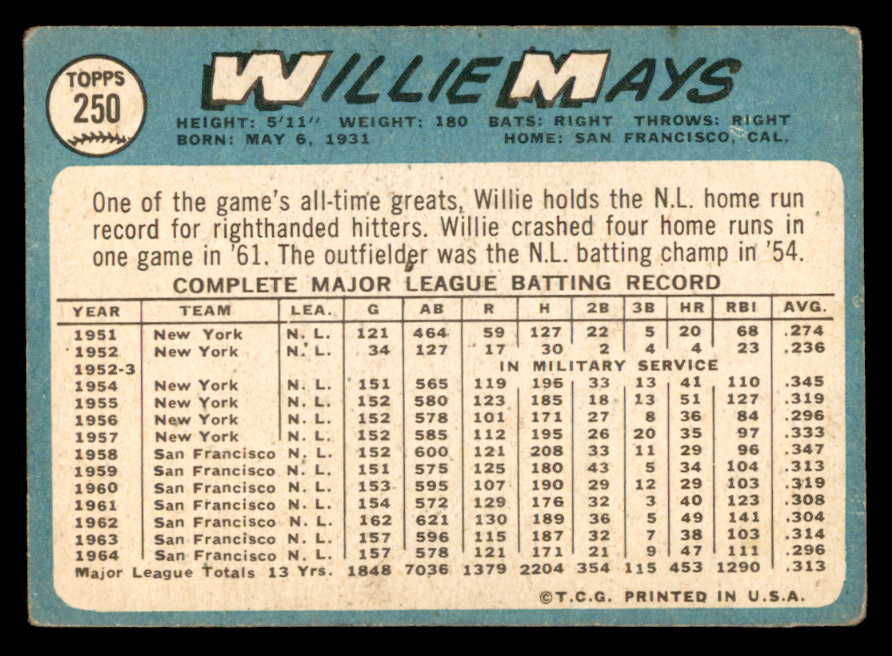 TOPPS
250
WILLIE MAYS
HEIGHT: 5'11" WEIGHT: 180 BATS: RIGHT THROWS: RIGHT
BORN: MAY 6, 1931 HOME: SAN FRANCISCO, CAL.
One of the game's all-time greats, Willie holds the N.L. home run
record for righthanded hitters. Willie crashed four home runs in
one game in '61. The outfielder was the N.L. batting champ in '54.
COMPLETE MAJOR LEAGUE BATTING RECORD
YEAR TEAM LEA. G AB R H 2B 3B HR RBI AVG.
1951 New York N. L. 121 464 59 127 22 5 20 68 .274
1952 New York N. L. 34 127 17 30 2 4 4 23 .236
1952-3 IN MILITARY SERVICE
1954 New York N. L. 151 565 119 196 33 13 41 110 .345
1955 New York N. L. 152 580 123 185 18 13 51 127 .319
1956 New York N. L. 152 578 101 171 27 8 36 84 .296
1957 New York N. L. 152 585 112 195 26 20 35 97 .333
1958 San Francisco N. L. 152 600 121 208 33 11 29 96 .347
1959 San Francisco N. L. 151 575 125 180 43 5 34 104 .313
1960 San Francisco N. L. 153 595 107 190 29 12 29 103 .319
1961 San Francisco N. L. 154 572 129 176 32 3 40 123 .308
1962 San Francisco N. L. 162 621 130 189 36 5 49 141 .304
1963 San Francisco N. L. 157 596 115 187 32 7 38 103 .314
1964 San Francisco N. L. 157 578 121 171 21 9 47 111 .296
Major League Totals 13 Yrs. 1848 7036 1379 2204 354 115 453 1290 .313
©T.C.G. PRINTED IN U.S.A.